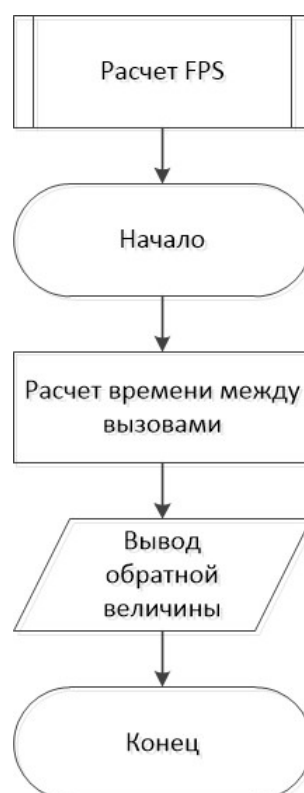 Расчет FPS
Начало
Расчет времени между
вызовами
Вывод
обратной
величины
Конец